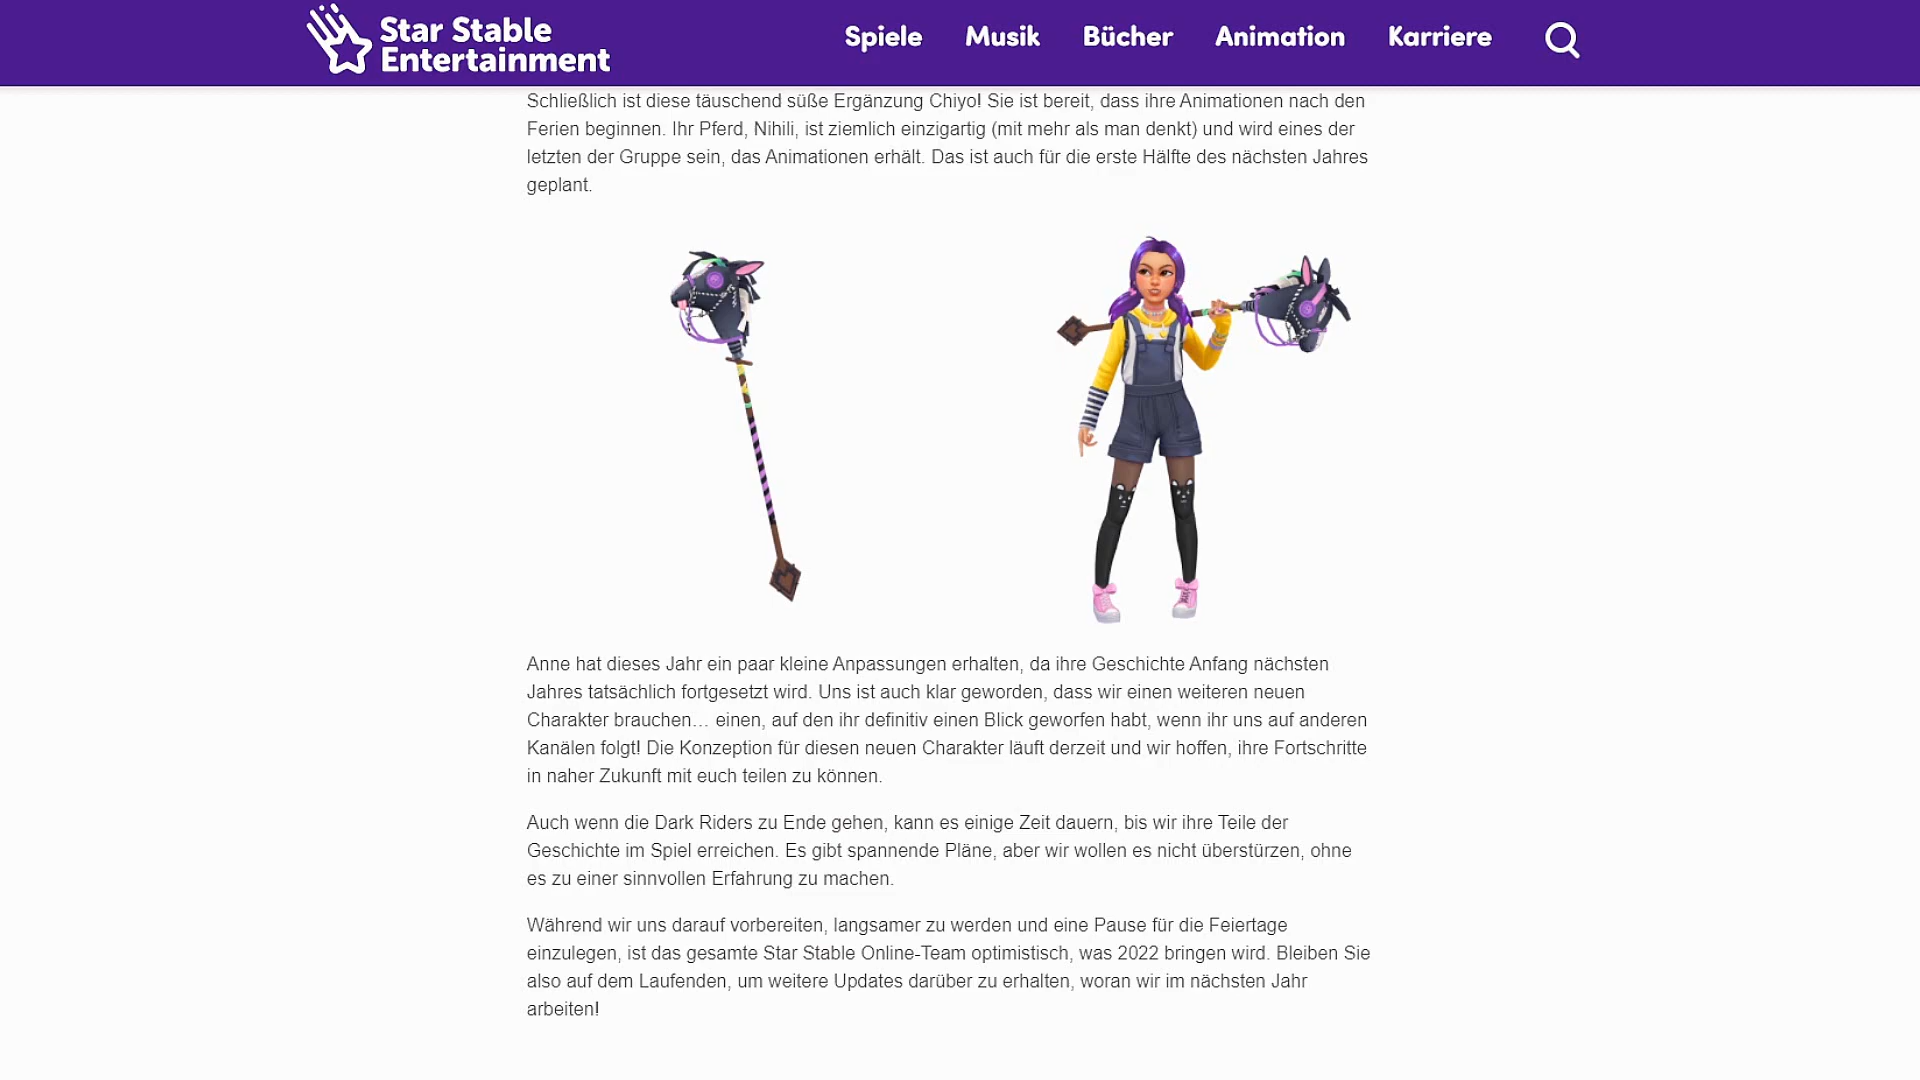 Star Stable
Entertainment
Spiele Musik Bücher Animation Karriere
Schließlich ist diese täuschend süße Ergänzung Chiyo! Sie ist bereit, dass ihre Animationen nach den
Ferien beginnen. Ihr Pferd, Nihili, ist ziemlich einzigartig (mit mehr als man denkt) und wird eines der
letzten der Gruppe sein, das Animationen erhält. Das ist auch für die erste Hälfte des nächsten Jahres
geplant.
Anne hat dieses Jahr ein paar kleine Anpassungen erhalten, da ihre Geschichte Anfang nächsten
Jahres tatsächlich fortgesetzt wird. Uns ist auch klar geworden, dass wir einen weiteren neuen
Charakter brauchen… einen, auf den ihr definitiv einen Blick geworfen habt, wenn ihr uns auf anderen
Kanälen folgt! Die Konzeption für diesen neuen Charakter läuft derzeit und wir hoffen, ihre Fortschritte
in naher Zukunft mit euch teilen zu können.
Auch wenn die Dark Riders zu Ende gehen, kann es einige Zeit dauern, bis wir ihre Teile der
Geschichte im Spiel erreichen. Es gibt spannende Pläne, aber wir wollen es nicht überstürzen, ohne
es zu einer sinnvollen Erfahrung zu machen.
Während wir uns darauf vorbereiten, langsamer zu werden und eine Pause für die Feiertage
einzulegen, ist das gesamte Star Stable Online-Team optimistisch, was 2022 bringen wird. Bleiben Sie
also auf dem Laufenden, um weitere Updates darüber zu erhalten, woran wir im nächsten Jahr
arbeiten!